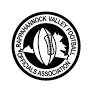 RAPPAHANNOCK VALLEY FOOTBALL
OFFICIALS ASSOCIATION